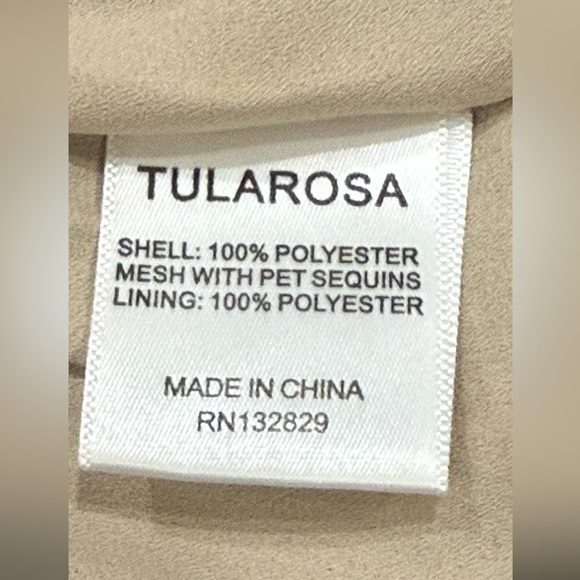 TULAROSA
SHELL: 100% POLYESTER
MESH WITH PET SEQUINS
LINING: 100% POLYESTER
MADE IN CHINA
RN132829